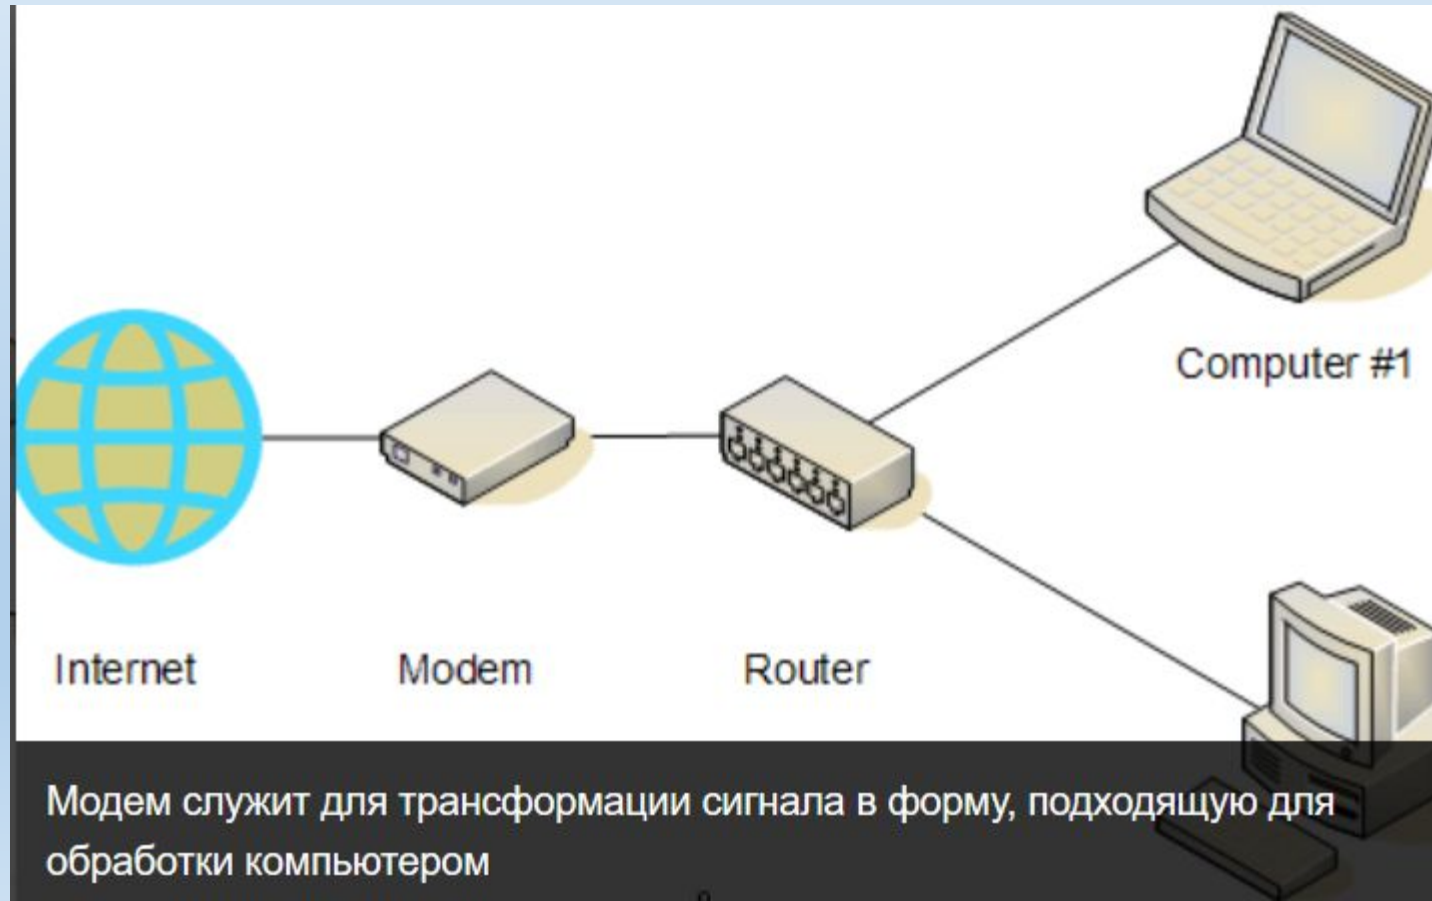 Computer #1
Internet Modem Router
Модем служит для трансформации сигнала в форму, подходящую для
обработки компьютером